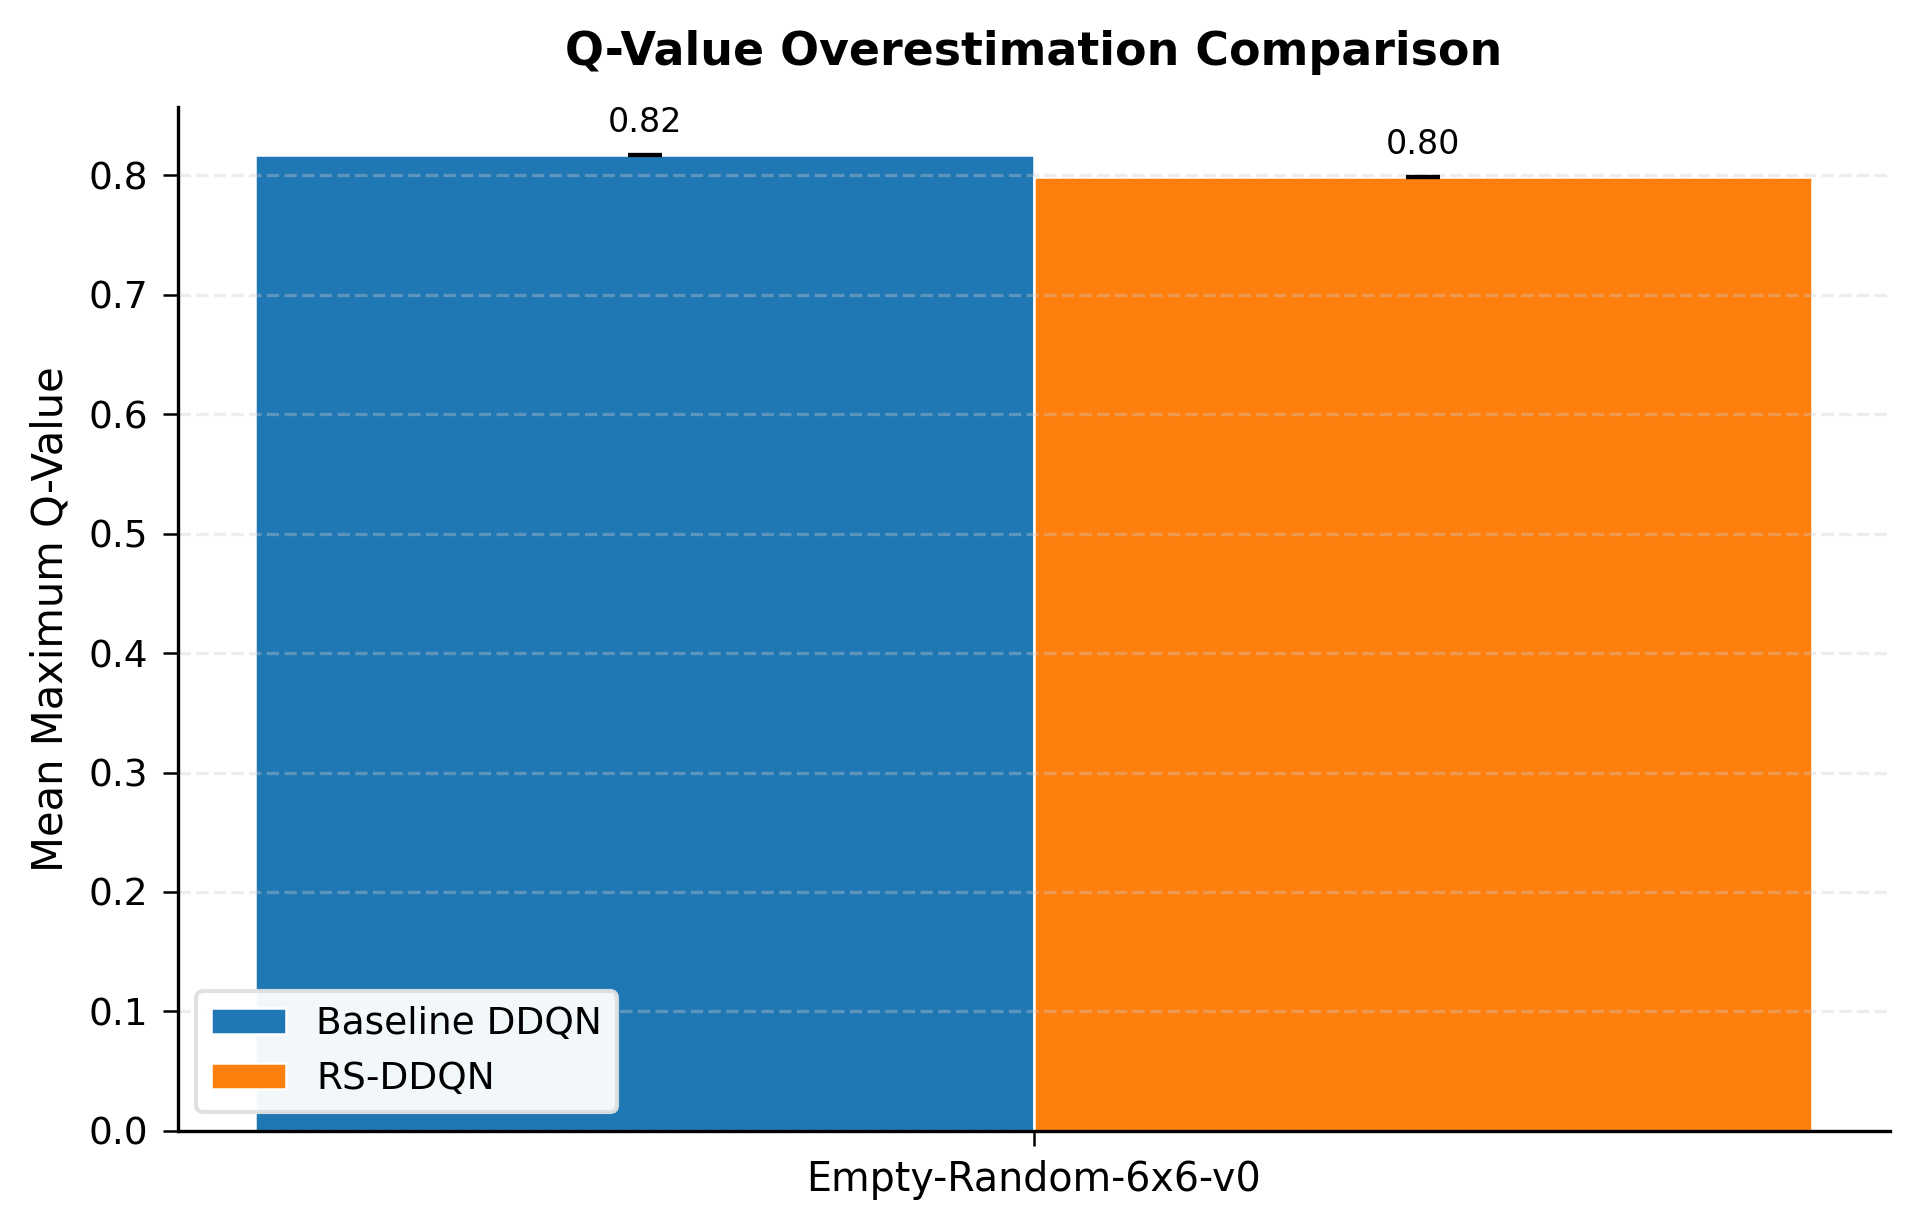 Q-Value Overestimation Comparison
0.82
0.80
Mean Maximum Q-Value
0.8
0.7
0.6
0.5
0.4
0.3
0.2
0.1
0.0
Baseline DDQN
RS-DDQN
Empty-Random-6x6-v0